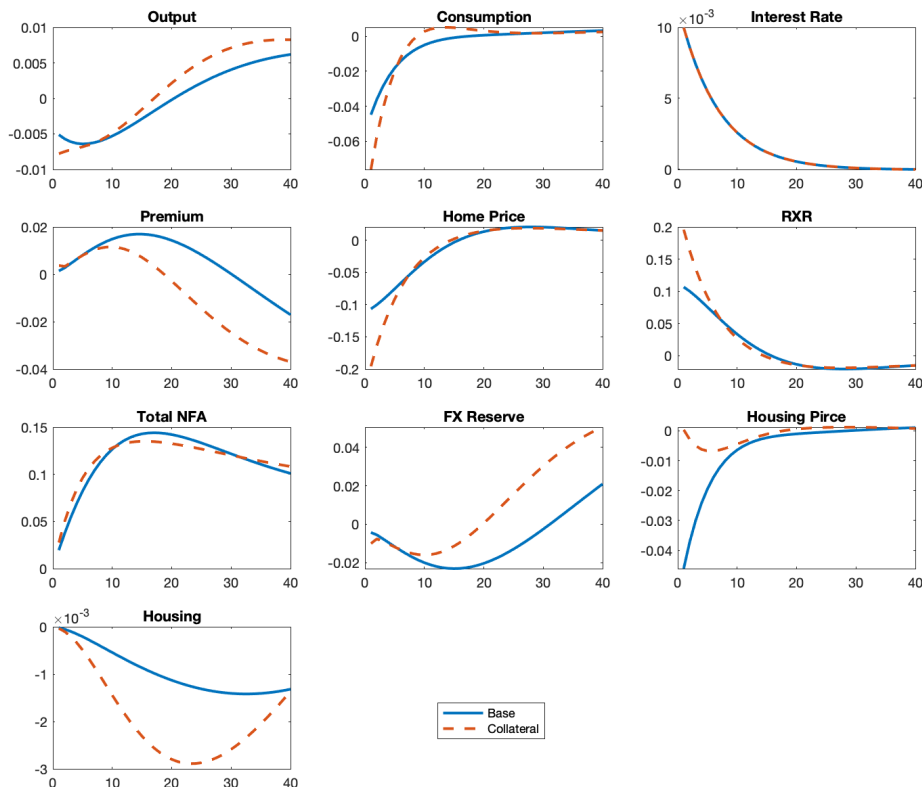 Output
0.01
0.005
0
-0.005
-0.01
0 10 20 30 40
Consumption
0
-0.02
-0.04
-0.06
0 10 20 30 40
×10⁻³ Interest Rate
10
5
0
0 10 20 30 40
Premium
0.02
0
-0.02
-0.04
0 10 20 30 40
Home Price
0
-0.05
-0.1
-0.15
-0.2
0 10 20 30 40
RXR
0.2
0.15
0.1
0.05
0
0 10 20 30 40
Total NFA
0.15
0.1
0.05
0
0 10 20 30 40
FX Reserve
0.04
0.02
0
-0.02
0 10 20 30 40
Housing Pirce
0
-0.01
-0.02
-0.03
-0.04
0 10 20 30 40
×10⁻³ Housing
0
-1
-2
-3
0 10 20 30 40
Base
Collateral